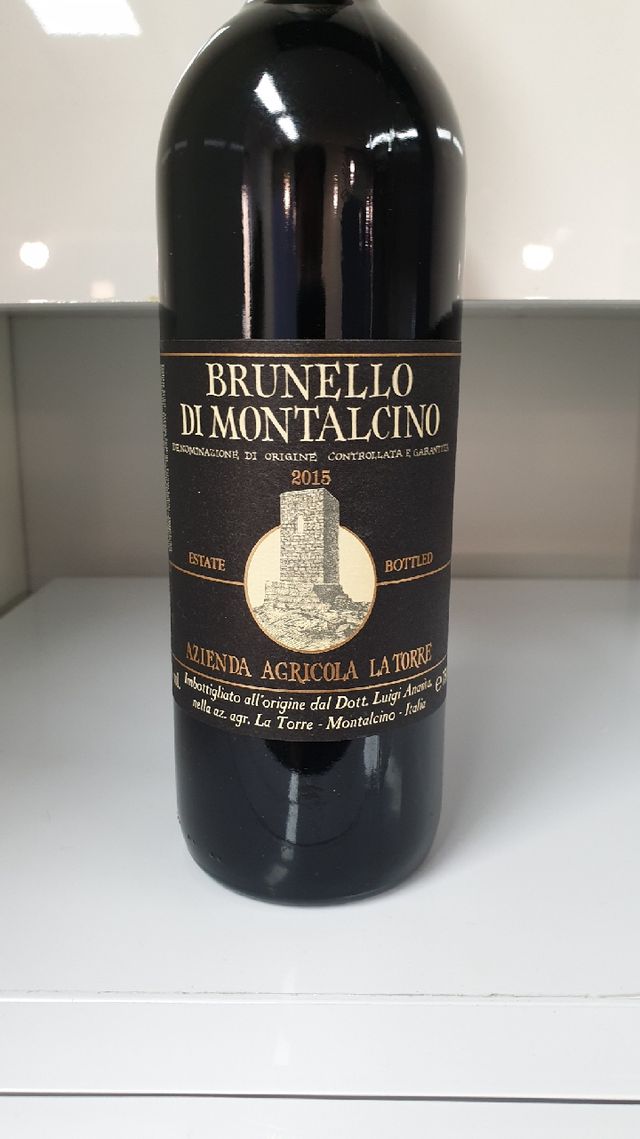 BRUNELLO
DI MONTALCINO
DENOMINAZIONE DI ORIGINE CONTROLLATA E GARANTITA
2015
ESTATE BOTTLED
AZIENDA AGRICOLA LA TORRE
Imbottigliato all'origine dal Dott. Luigi Anania,
nella az. agr. La Torre - Montalcino - Italia